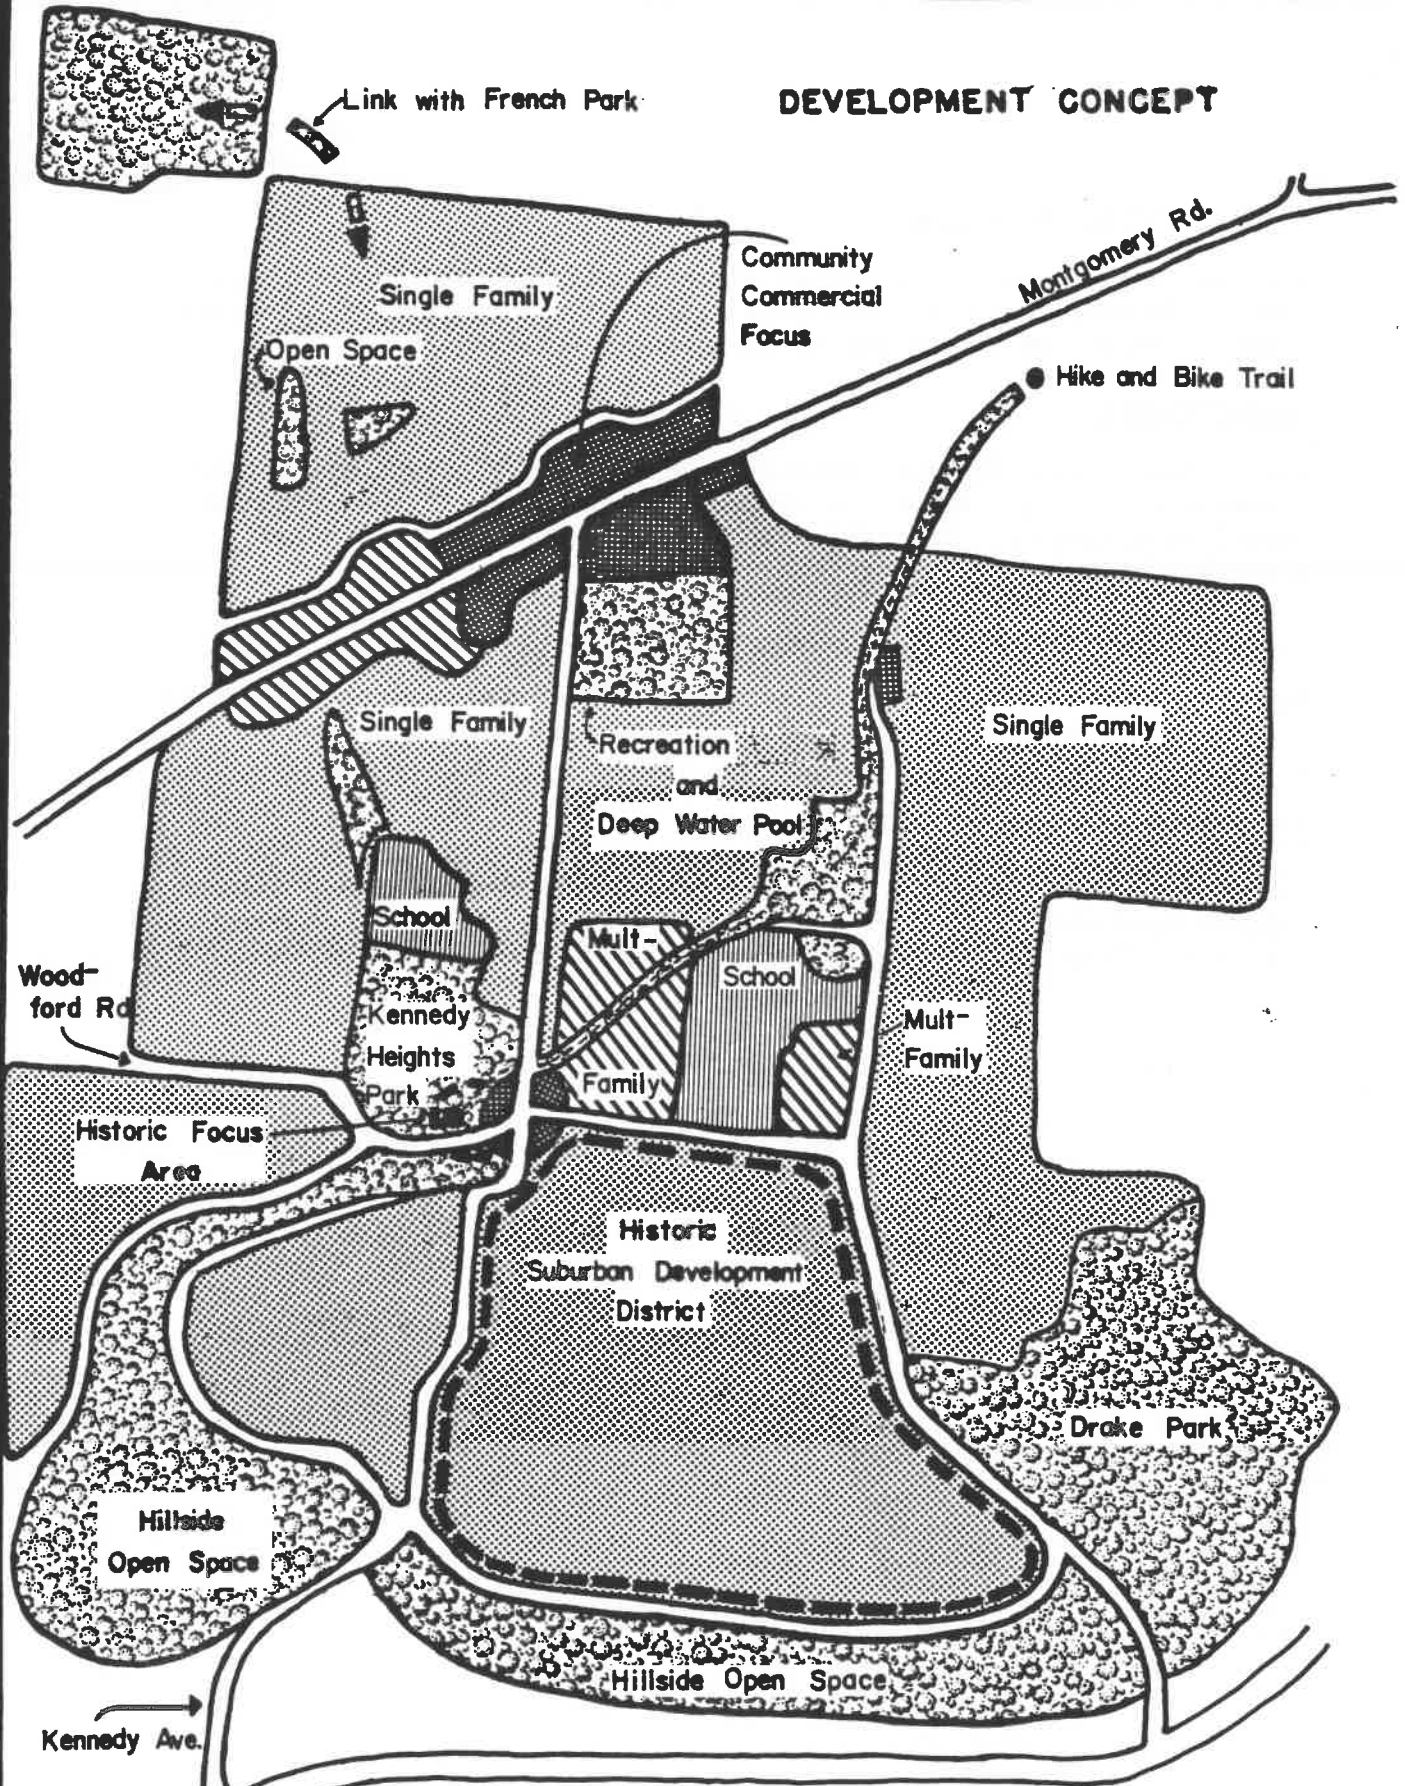 Link with French Park
DEVELOPMENT CONCEPT
Montgomery Rd.
Community
Commercial
Focus
Single Family
Open Space
Hike and Bike Trail
Single Family
Single Family
Recreation
and
Deep Water Pool
School
Mult-
School
Wood-
ford Rd
Kennedy
Heights
Park
Mult-
Family
Family
Historic Focus
Area
Historic
Suburban Development
District
Drake Park
Hillside
Open Space
Hillside Open Space
Kennedy Ave.